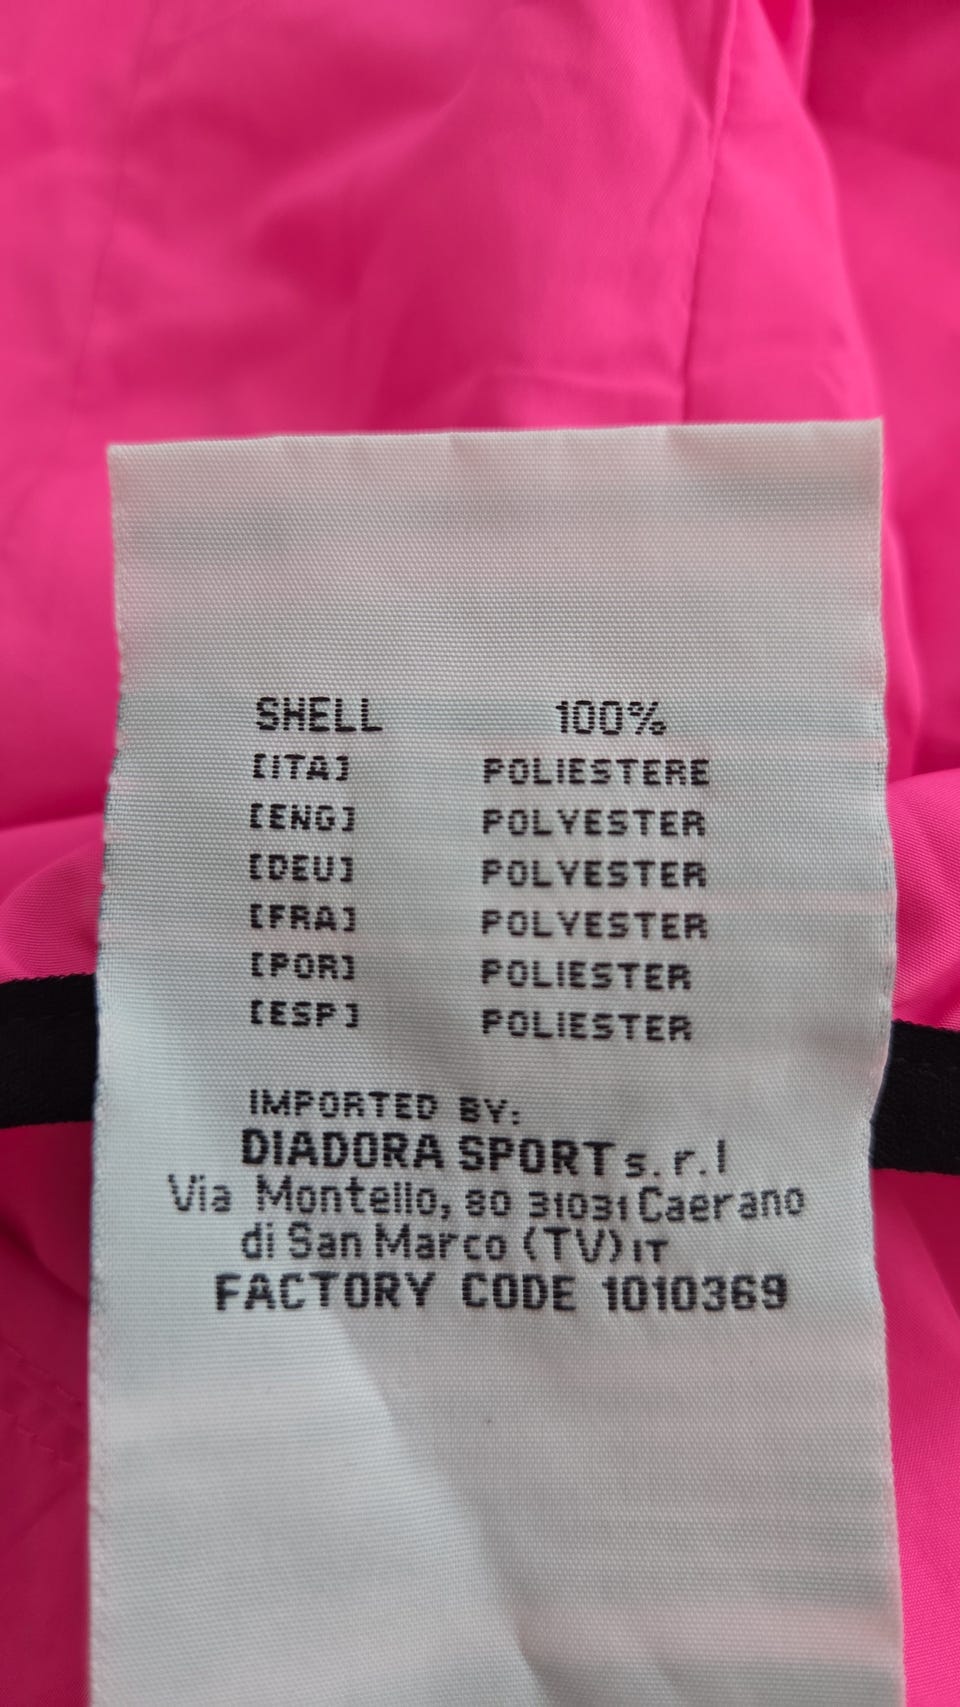 SHELL 100%
[ITA] POLIESTERE
[ENG] POLYESTER
[DEU] POLYESTER
[FRA] POLYESTER
[POR] POLIESTER
[ESP] POLIESTER
IMPORTED BY:
DIADORA SPORT s.r.l
Via Montello, 80 31031 Caerano
di San Marco (TV) IT
FACTORY CODE 1010369